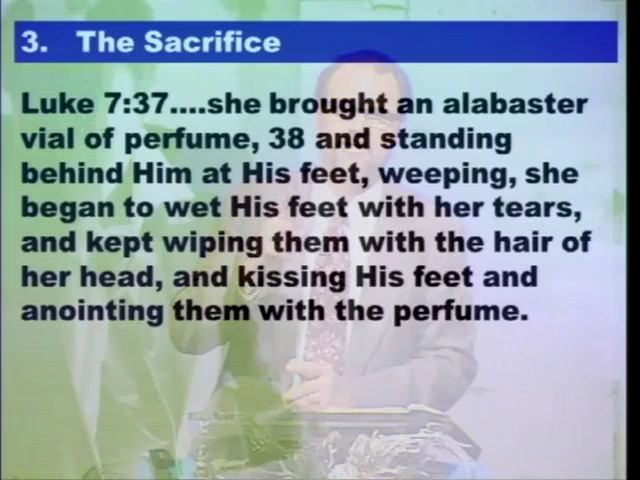 3. The Sacrifice
Luke 7:37....she brought an alabaster
vial of perfume, 38 and standing
behind Him at His feet, weeping, she
began to wet His feet with her tears,
and kept wiping them with the hair of
her head, and kissing His feet and
anointing them with the perfume.